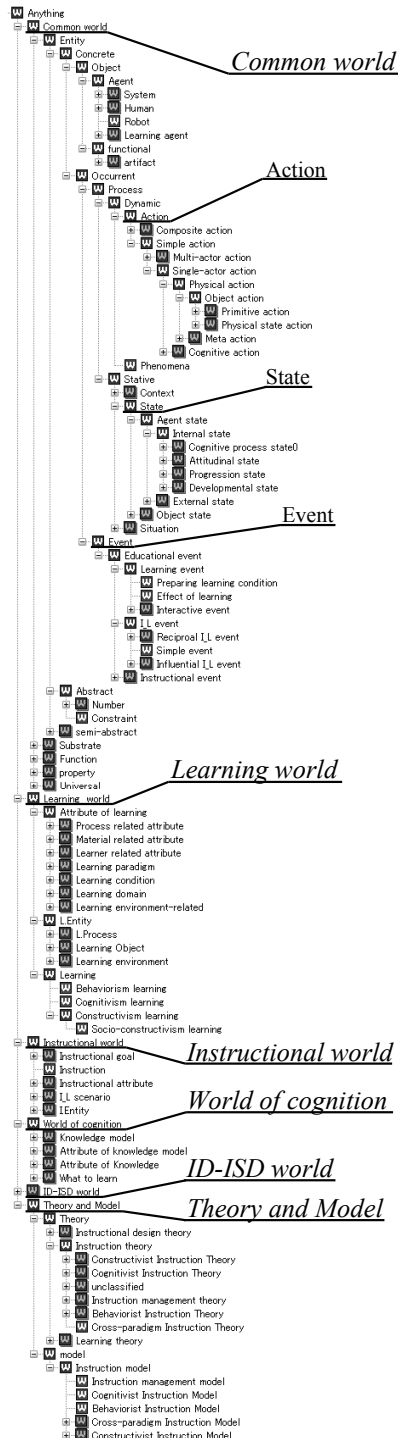 Anything
Common world
Entity
Concrete
Common world
Object
Agent
System
Human
Robot
Learning agent
functional
artifact
Occurrent
Action
Process
Dynamic
Action
Composite action
Simple action
Multi-actor action
Single-actor action
Physical action
Object action
Primitive action
Physical state action
Meta action
Cognitive action
Phenomena
Stative
State
Context
State
Agent state
Internal state
Cognitive process state0
Attitudinal state
Progression state
Developmental state
External state
Object state
Event
Situation
Event
Educational event
Learning event
Preparing learning condition
Effect of learning
Interactive event
I_L event
Reciprocal I_L event
Simple event
Influential I_L event
Instructional event
Abstract
Number
Constraint
semi-abstract
Substrate
Function
Learning world
property
Universal
Learning world
Attribute of learning
Process related attribute
Material related attribute
Learner related attribute
Learning paradigm
Learning condition
Learning domain
Learning environment-related
L.Entity
L.Process
Learning Object
Learning environment
Learning
Behaviorism learning
Cognitivism learning
Constructivism learning
Socio-constructivism learning
Instructional world
Instructional goal
Instructional world
Instruction
Instructional attribute
I_L scenario
IEntity
World of cognition
World of cognition
Knowledge model
Attribute of knowledge model
Attribute of Knowledge
What to learn
ID-ISD world
ID-ISD world
Theory and Model
Theory and Model
Theory
Instructional design theory
Instruction theory
Constructivist Instruction Theory
Cognitivist Instruction Theory
unclassified
Instruction management theory
Behaviorist Instruction Theory
Cross-paradigm Instruction Theory
Learning theory
model
Instruction model
Instruction management model
Cognitivist Instruction Model
Behaviorist Instruction Model
Cross-paradigm Instruction Model
Constructivist Instruction Model